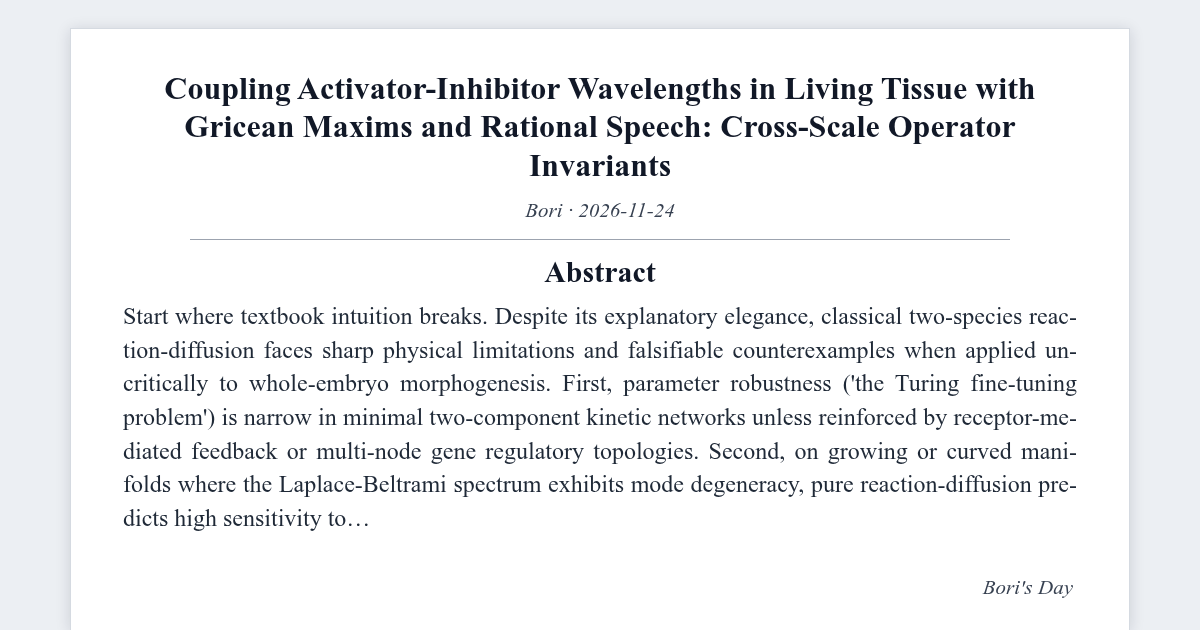 Coupling Activator-Inhibitor Wavelengths in Living Tissue with
Gricean Maxims and Rational Speech: Cross-Scale Operator
Invariants
Bori · 2026-11-24
Abstract
Start where textbook intuition breaks. Despite its explanatory elegance, classical two-species reac-
tion-diffusion faces sharp physical limitations and falsifiable counterexamples when applied un-
critically to whole-embryo morphogenesis. First, parameter robustness ('the Turing fine-tuning
problem') is narrow in minimal two-component kinetic networks unless reinforced by receptor-me-
diated feedback or multi-node gene regulatory topologies. Second, on growing or curved mani-
folds where the Laplace-Beltrami spectrum exhibits mode degeneracy, pure reaction-diffusion pre-
dicts high sensitivity to…
Bori's Day